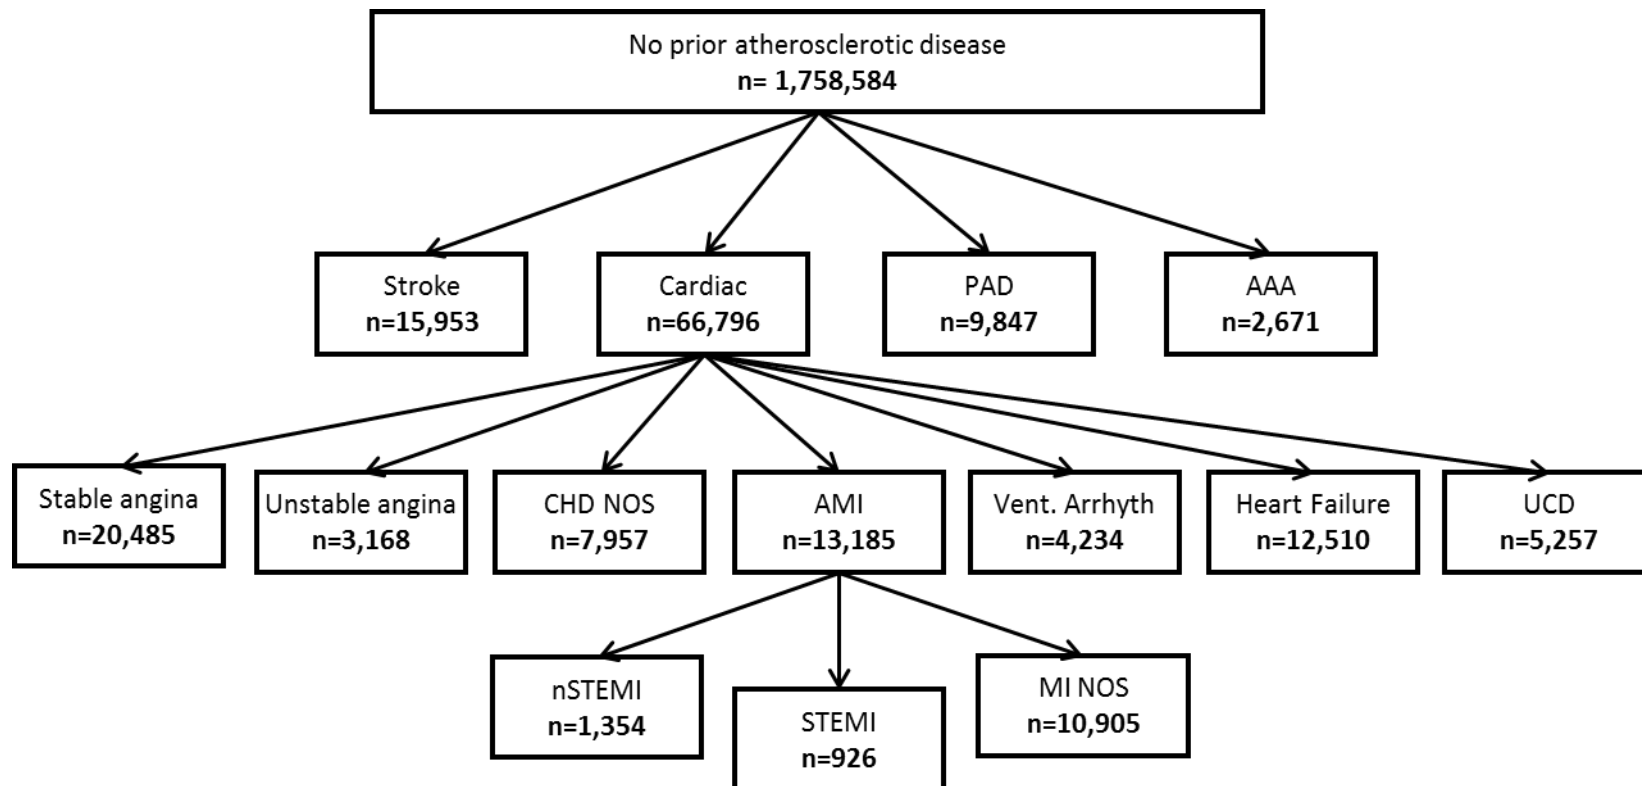 No prior atherosclerotic disease
n= 1,758,584
Stroke
n=15,953
Cardiac
n=66,796
PAD
n=9,847
AAA
n=2,671
Stable angina
n=20,485
Unstable angina
n=3,168
CHD NOS
n=7,957
AMI
n=13,185
Vent. Arrhyth
n=4,234
Heart Failure
n=12,510
UCD
n=5,257
nSTEMI
n=1,354
STEMI
n=926
MI NOS
n=10,905